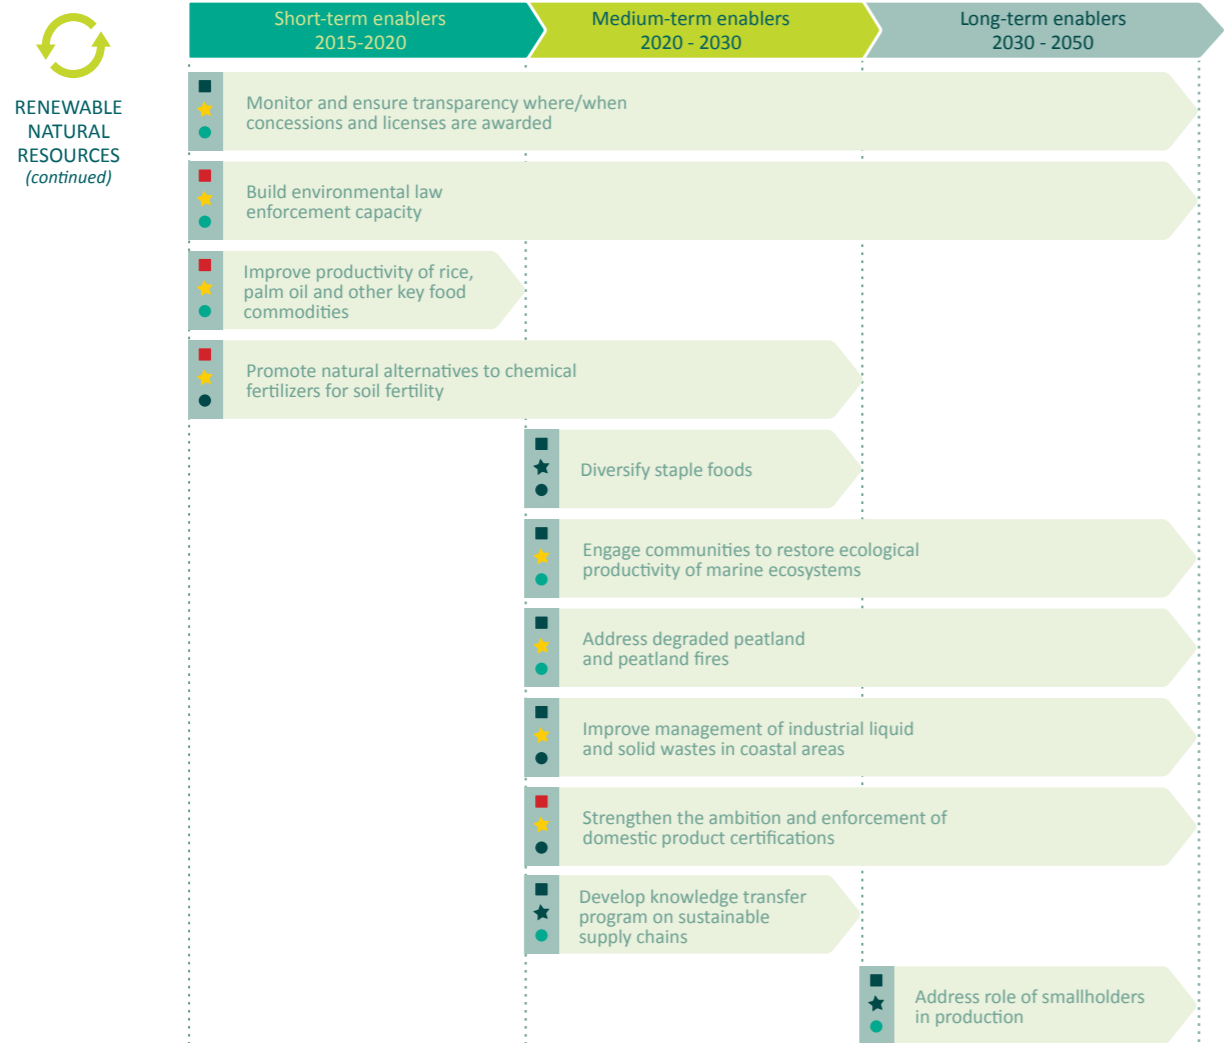 Short-term enablers
2015-2020
Medium-term enablers
2020 - 2030
Long-term enablers
2030 - 2050
RENEWABLE
NATURAL
RESOURCES
(continued)
Monitor and ensure transparency where/when
concessions and licenses are awarded
Build environmental law
enforcement capacity
Improve productivity of rice,
palm oil and other key food
commodities
Promote natural alternatives to chemical
fertilizers for soil fertility
Diversify staple foods
Engage communities to restore ecological
productivity of marine ecosystems
Address degraded peatland
and peatland fires
Improve management of industrial liquid
and solid wastes in coastal areas
Strengthen the ambition and enforcement of
domestic product certifications
Develop knowledge transfer
program on sustainable
supply chains
Address role of smallholders
in production